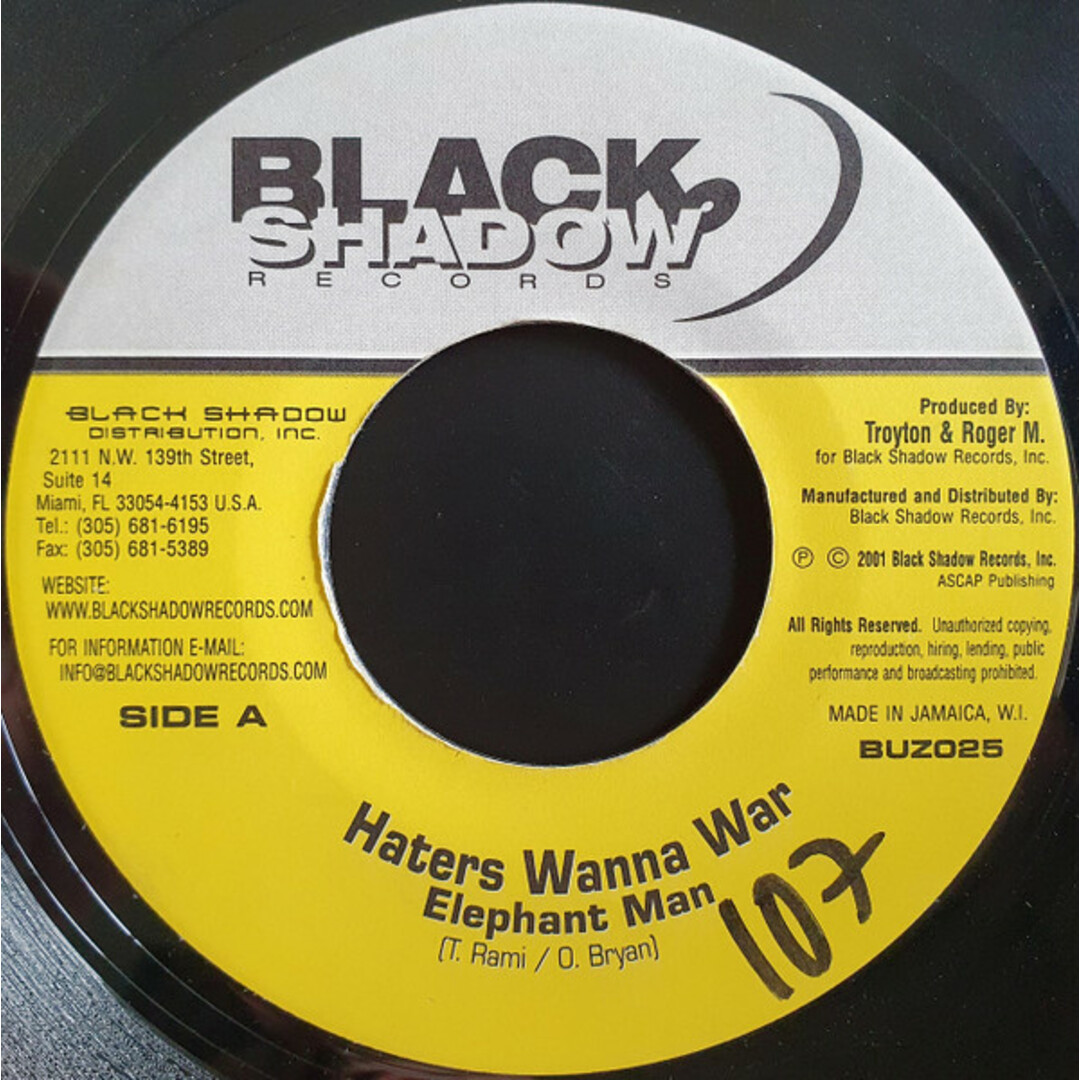 BLACK
SHADOW
RECORDS
BLACK SHADOW
DISTRIBUTION, INC.
2111 N.W. 139th Street,
Suite 14
Miami, FL 33054-4153 U.S.A.
Tel.: (305) 681-6195
Fax: (305) 681-5389
WEBSITE:
WWW.BLACKSHADOWRECORDS.COM
FOR INFORMATION E-MAIL:
INFO@BLACKSHADOWRECORDS.COM
SIDE A
Produced By:
Troyton & Roger M.
for Black Shadow Records, Inc.
Manufactured and Distributed By:
Black Shadow Records, Inc.
Ⓟ © 2001 Black Shadow Records, Inc.
ASCAP Publishing
All Rights Reserved. Unauthorized copying,
reproduction, hiring, lending, public
performance and broadcasting prohibited.
MADE IN JAMAICA, W.I.
BUZ025
Haters Wanna War
Elephant Man
(T. Rami / O. Bryan)
107